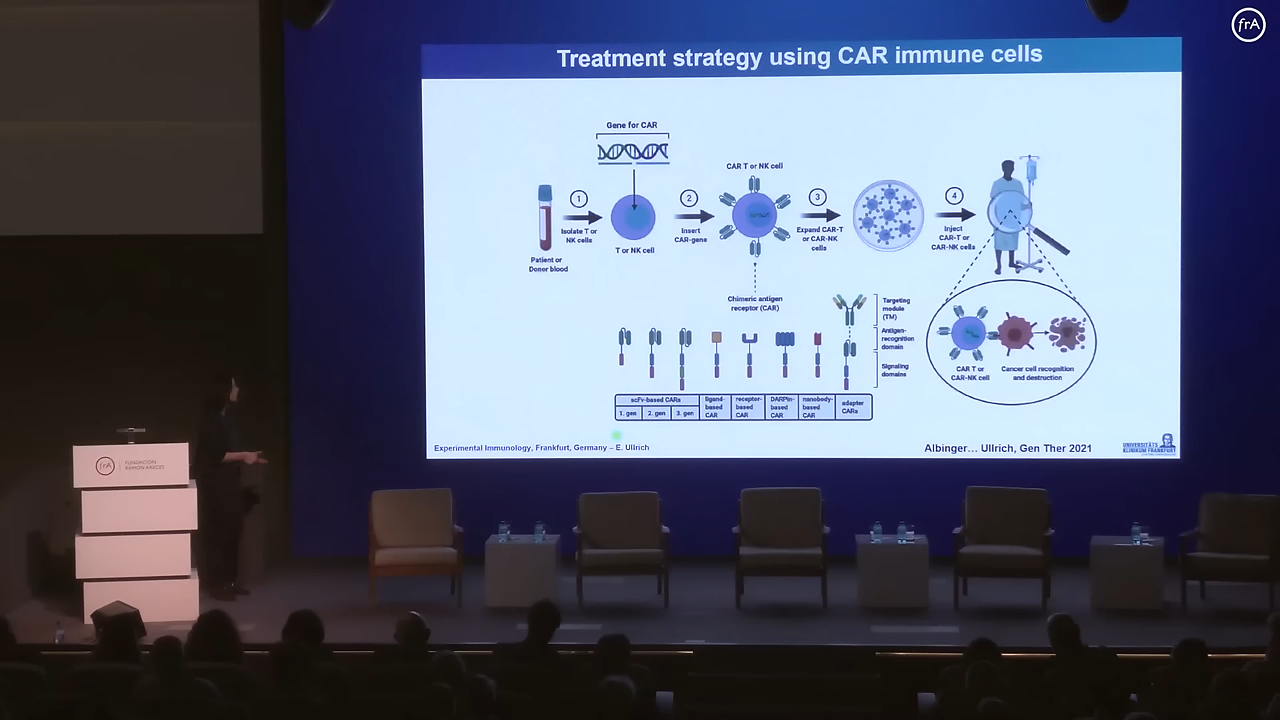 frA
Treatment strategy using CAR immune cells
Gene for CAR
CAR T or NK cell
1
2
3
4
Isolate T or
NK cells
Insert
CAR-gene
Expand CAR-T
or CAR-NK
cells
Inject
CAR-T or
CAR-NK cells
T or NK cell
Patient or
Donor blood
Chimeric antigen
receptor (CAR)
Targeting
module
(TM)
Antigen-
recognition
domain
Signaling
domains
CAR T or
CAR-NK cell
Cancer cell recognition
and destruction
scFv-based CARs
1. gen
2. gen
3. gen
ligand-
based
CAR
receptor-
based
CAR
DARPin-
based
CAR
nanobody-
based
CAR
adapter
CARs
Experimental Immunology, Frankfurt, Germany – E. Ullrich
Albinger... Ullrich, Gen Ther 2021
UNIVERSITÄTS
KLINIKUM FRANKFURT
frA
FUNDACIÓN
RAMÓN ARECES